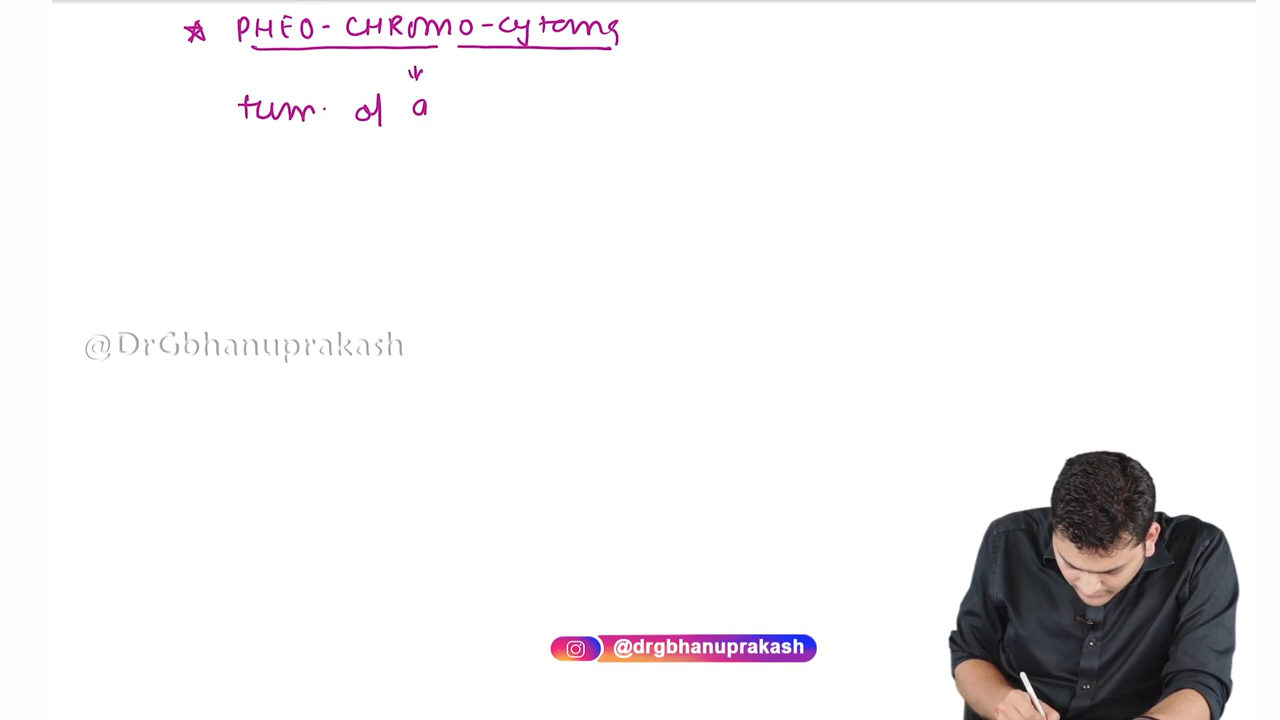 ☆ PHEO-CHROMO-cytoma
↓
tum. of a
@DrGbhanuprakash
@drgbhanuprakash